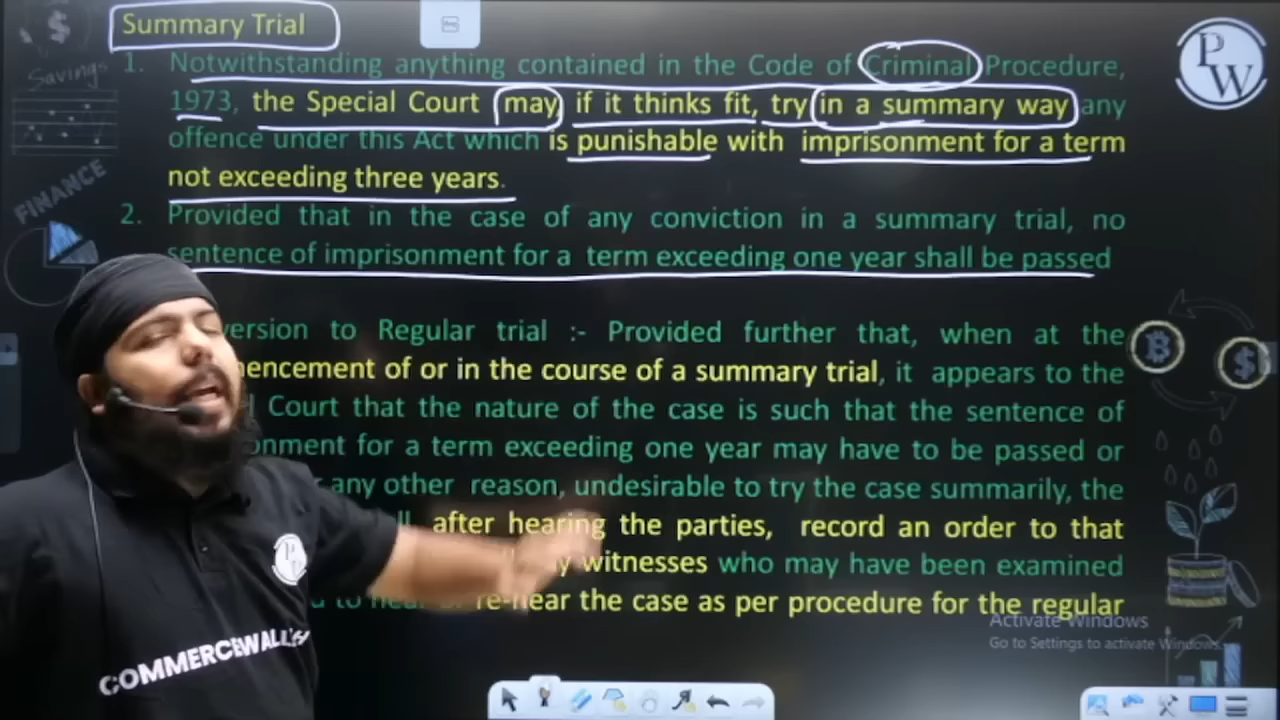 Summary Trial
1. Notwithstanding anything contained in the Code of Criminal Procedure,
1973, the Special Court may, if it thinks fit, try in a summary way any
offence under this Act which is punishable with imprisonment for a term
not exceeding three years.
2. Provided that in the case of any conviction in a summary trial, no
sentence of imprisonment for a term exceeding one year shall be passed
version to Regular trial :- Provided further that, when at the
encement of or in the course of a summary trial, it appears to the
Court that the nature of the case is such that the sentence of
onment for a term exceeding one year may have to be passed or
any other reason, undesirable to try the case summarily, the
after hearing the parties, record an order to that
witnesses who may have been examined
re-hear the case as per procedure for the regular
Savings
FINANCE
PW
PW
COMMERCEWALLAH
Activate Windows
Go to Settings to activate Windows.